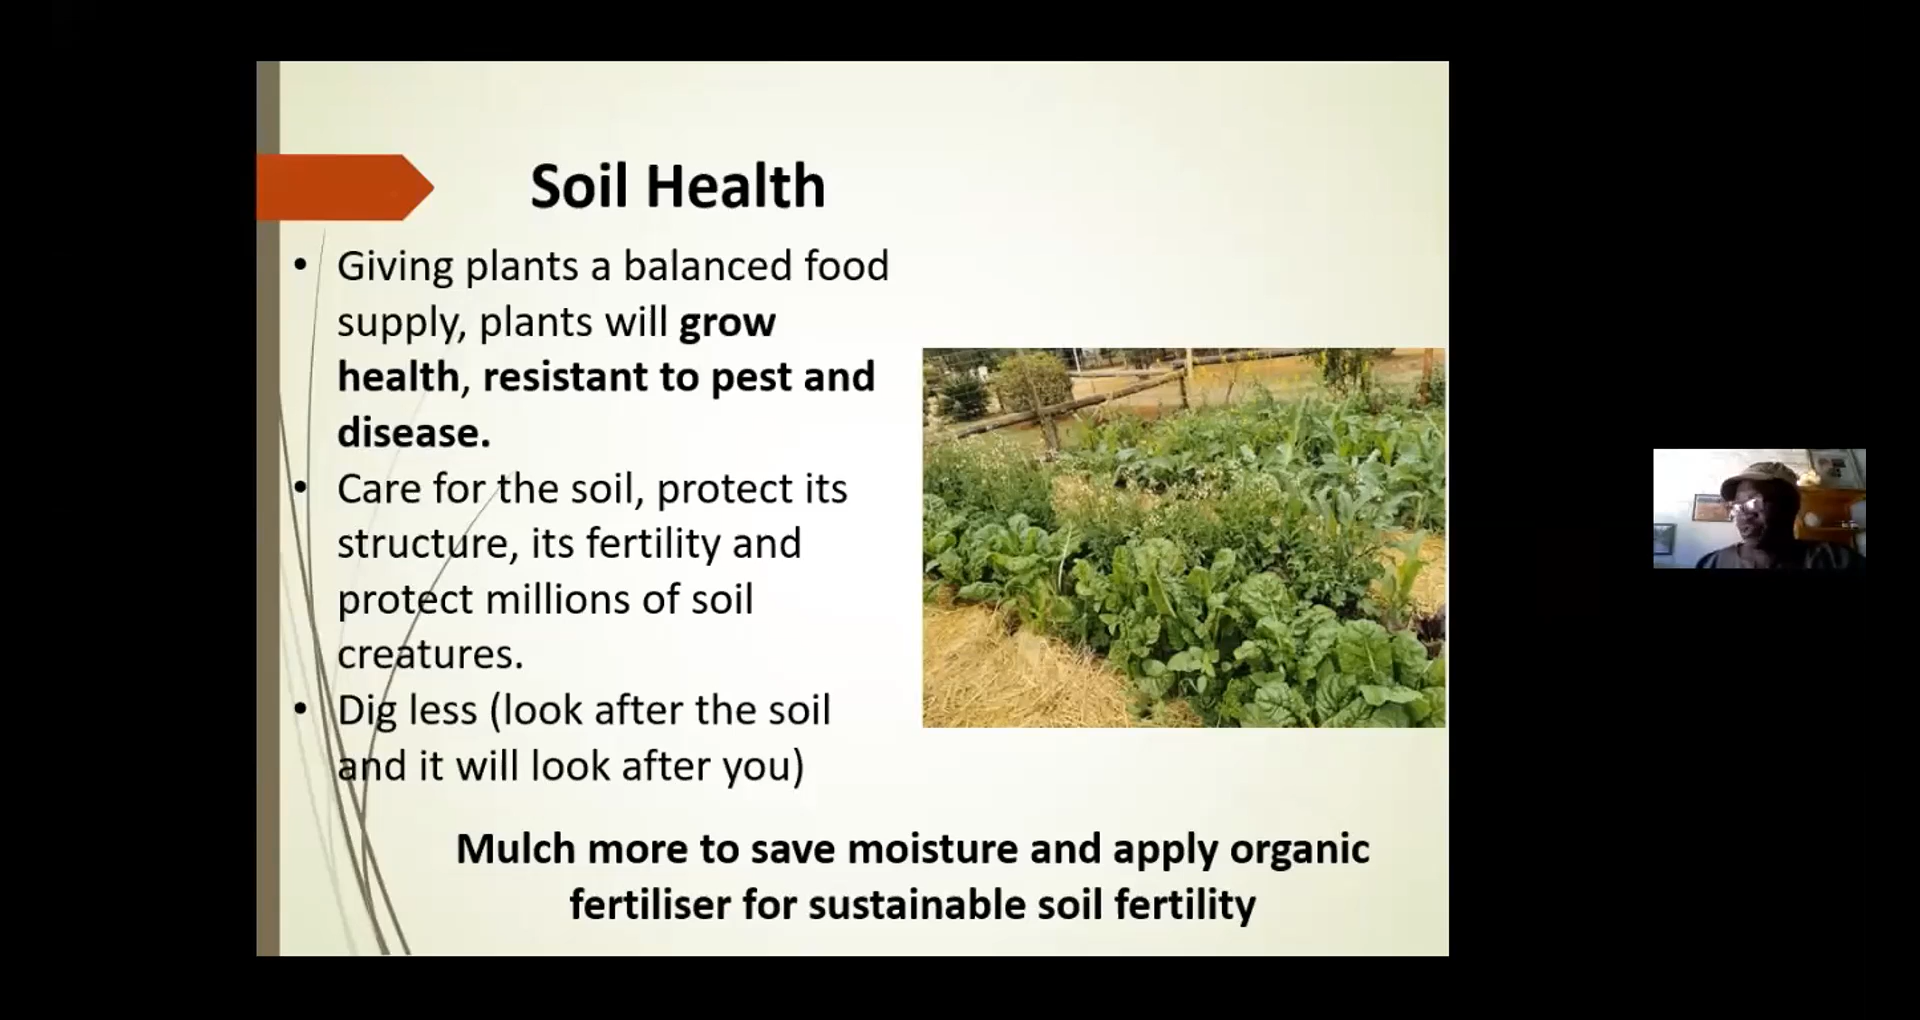 Soil Health
• Giving plants a balanced food
supply, plants will grow
health, resistant to pest and
disease.
• Care for the soil, protect its
structure, its fertility and
protect millions of soil
creatures.
• Dig less (look after the soil
and it will look after you)
Mulch more to save moisture and apply organic
fertiliser for sustainable soil fertility